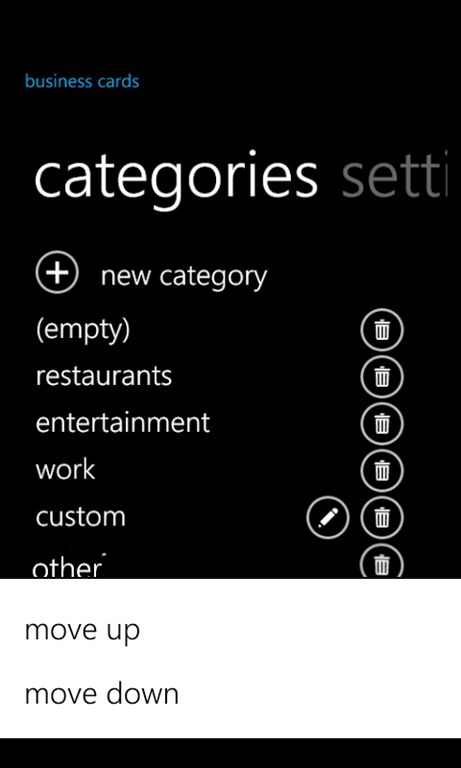 business cards
categories setti
new category
(empty)
restaurants
entertainment
work
custom
other
move up
move down